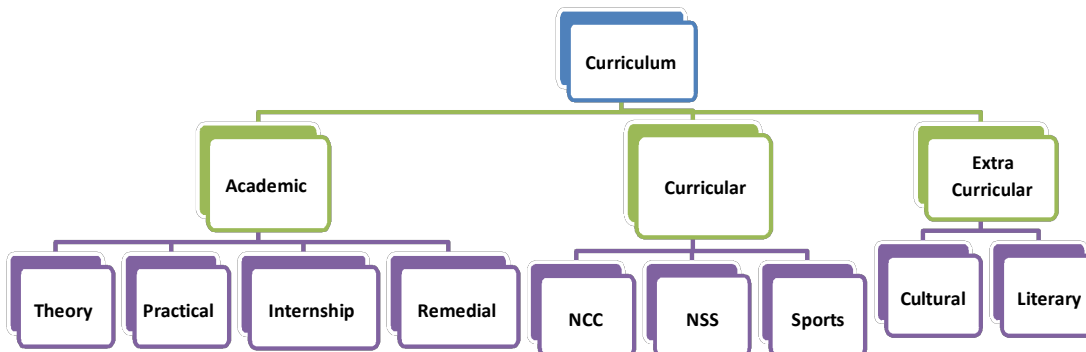 Curriculum
Academic
Curricular
Extra
Curricular
Theory
Practical
Internship
Remedial
NCC
NSS
Sports
Cultural
Literary